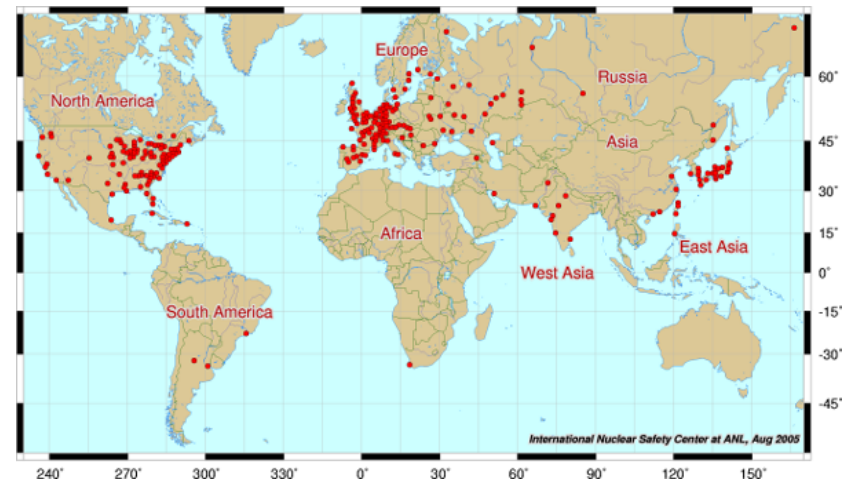 Europe
60°
Russia
North America
Asia
45°
30°
Africa
East Asia
15°
West Asia
0°
South America
-15°
-30°
-45°
International Nuclear Safety Center at ANL, Aug 2005
240° 270° 300° 330° 0° 30° 60° 90° 120° 150°